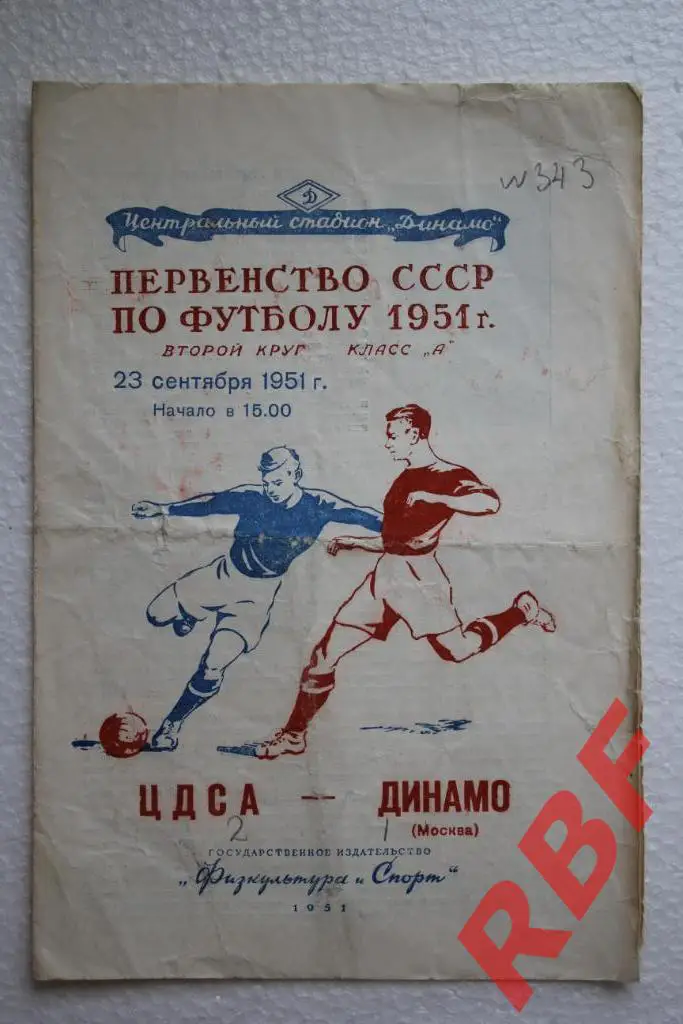 №343
Д
Центральный стадион „Динамо"
ПЕРВЕНСТВО СССР
ПО ФУТБОЛУ 1951 г.
ВТОРОЙ КРУГ КЛАСС „А"
23 сентября 1951 г.
Начало в 15.00
ЦДСА — ДИНАМО
(Москва)
2 1
ГОСУДАРСТВЕННОЕ ИЗДАТЕЛЬСТВО
„Физкультура и Спорт"
1951
RBF